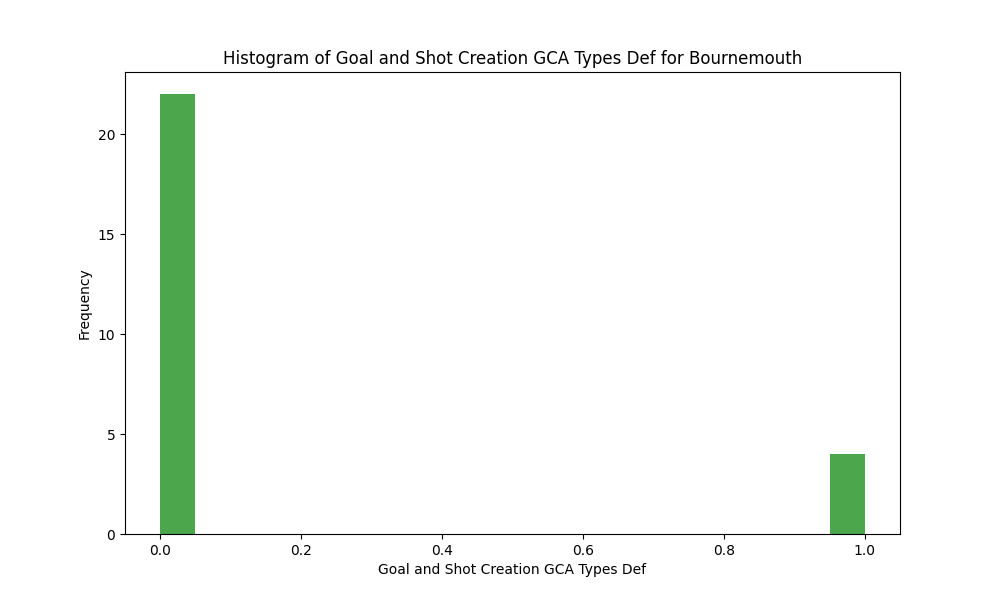 Histogram of Goal and Shot Creation GCA Types Def for Bournemouth
20
15
10
5
0
Frequency
0.0 0.2 0.4 0.6 0.8 1.0
Goal and Shot Creation GCA Types Def